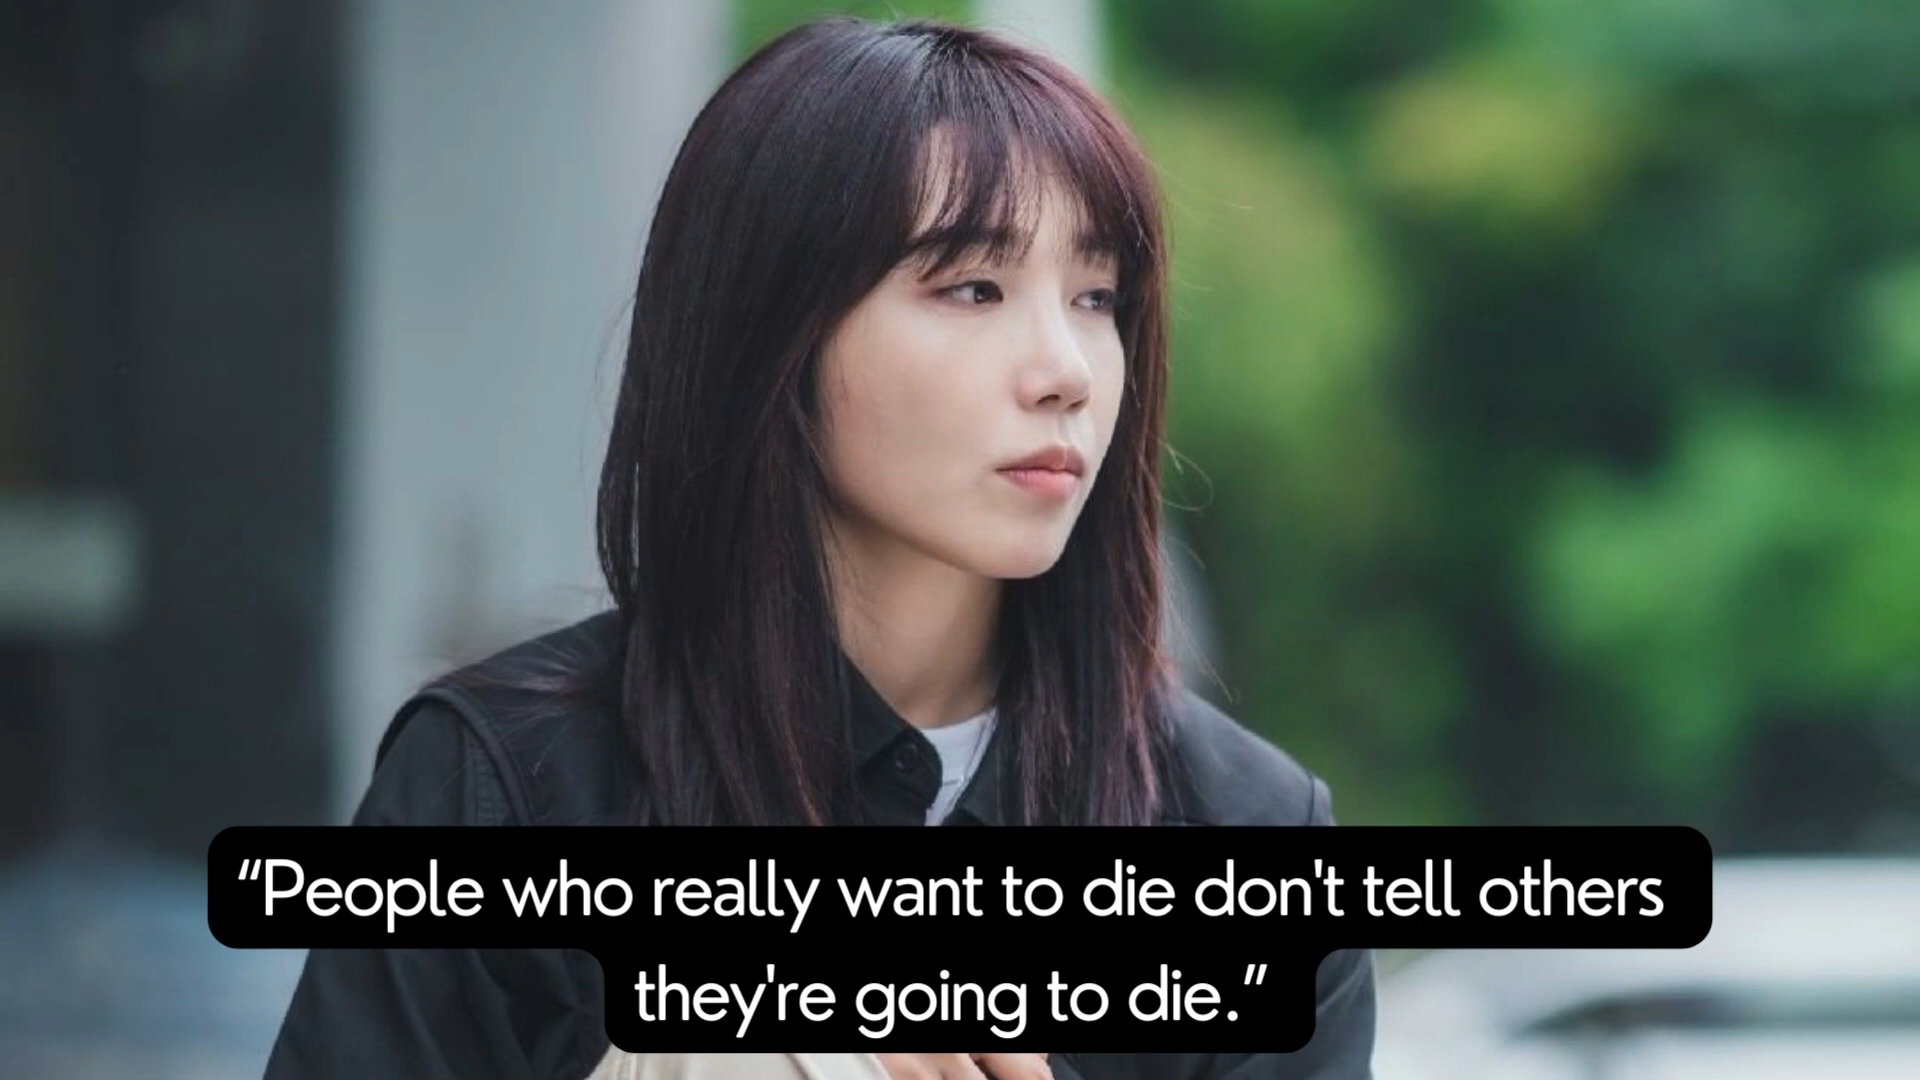 “People who really want to die don't tell others
they're going to die.”